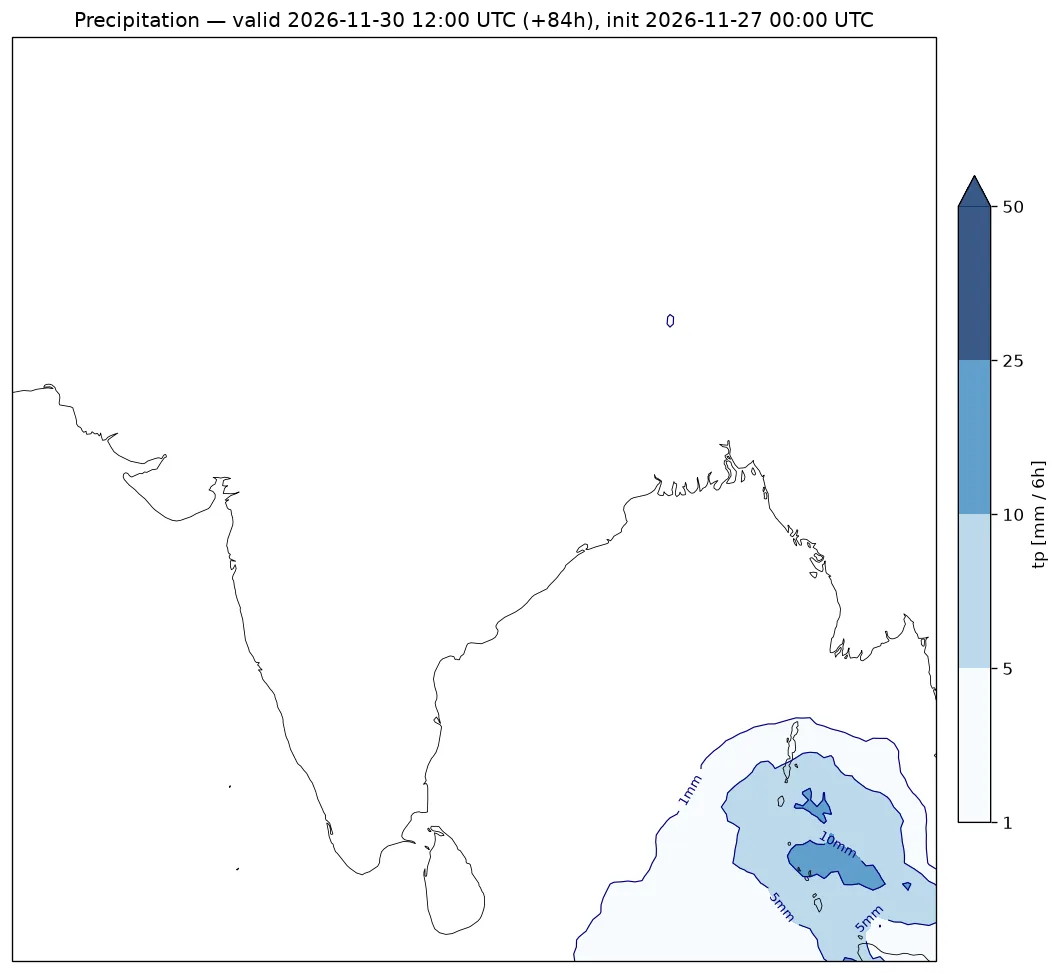 Precipitation — valid 2026-11-30 12:00 UTC (+84h), init 2026-11-27 00:00 UTC
50
25
10
5
1
tp [mm / 6h]
1mm
10mm
5mm
5mm